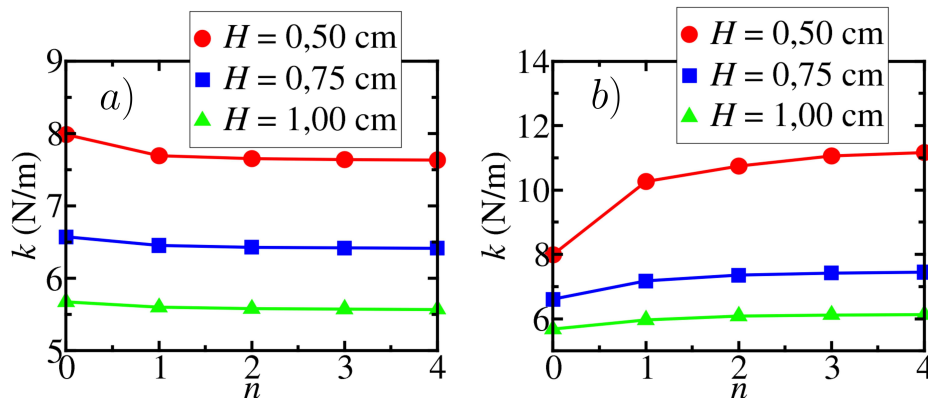 H = 0,50 cm
H = 0,75 cm
H = 1,00 cm
a)
9
8
7
6
5
k (N/m)
0 1 2 3 4
n
H = 0,50 cm
H = 0,75 cm
H = 1,00 cm
b)
14
12
10
8
6
k (N/m)
0 1 2 3 4
n